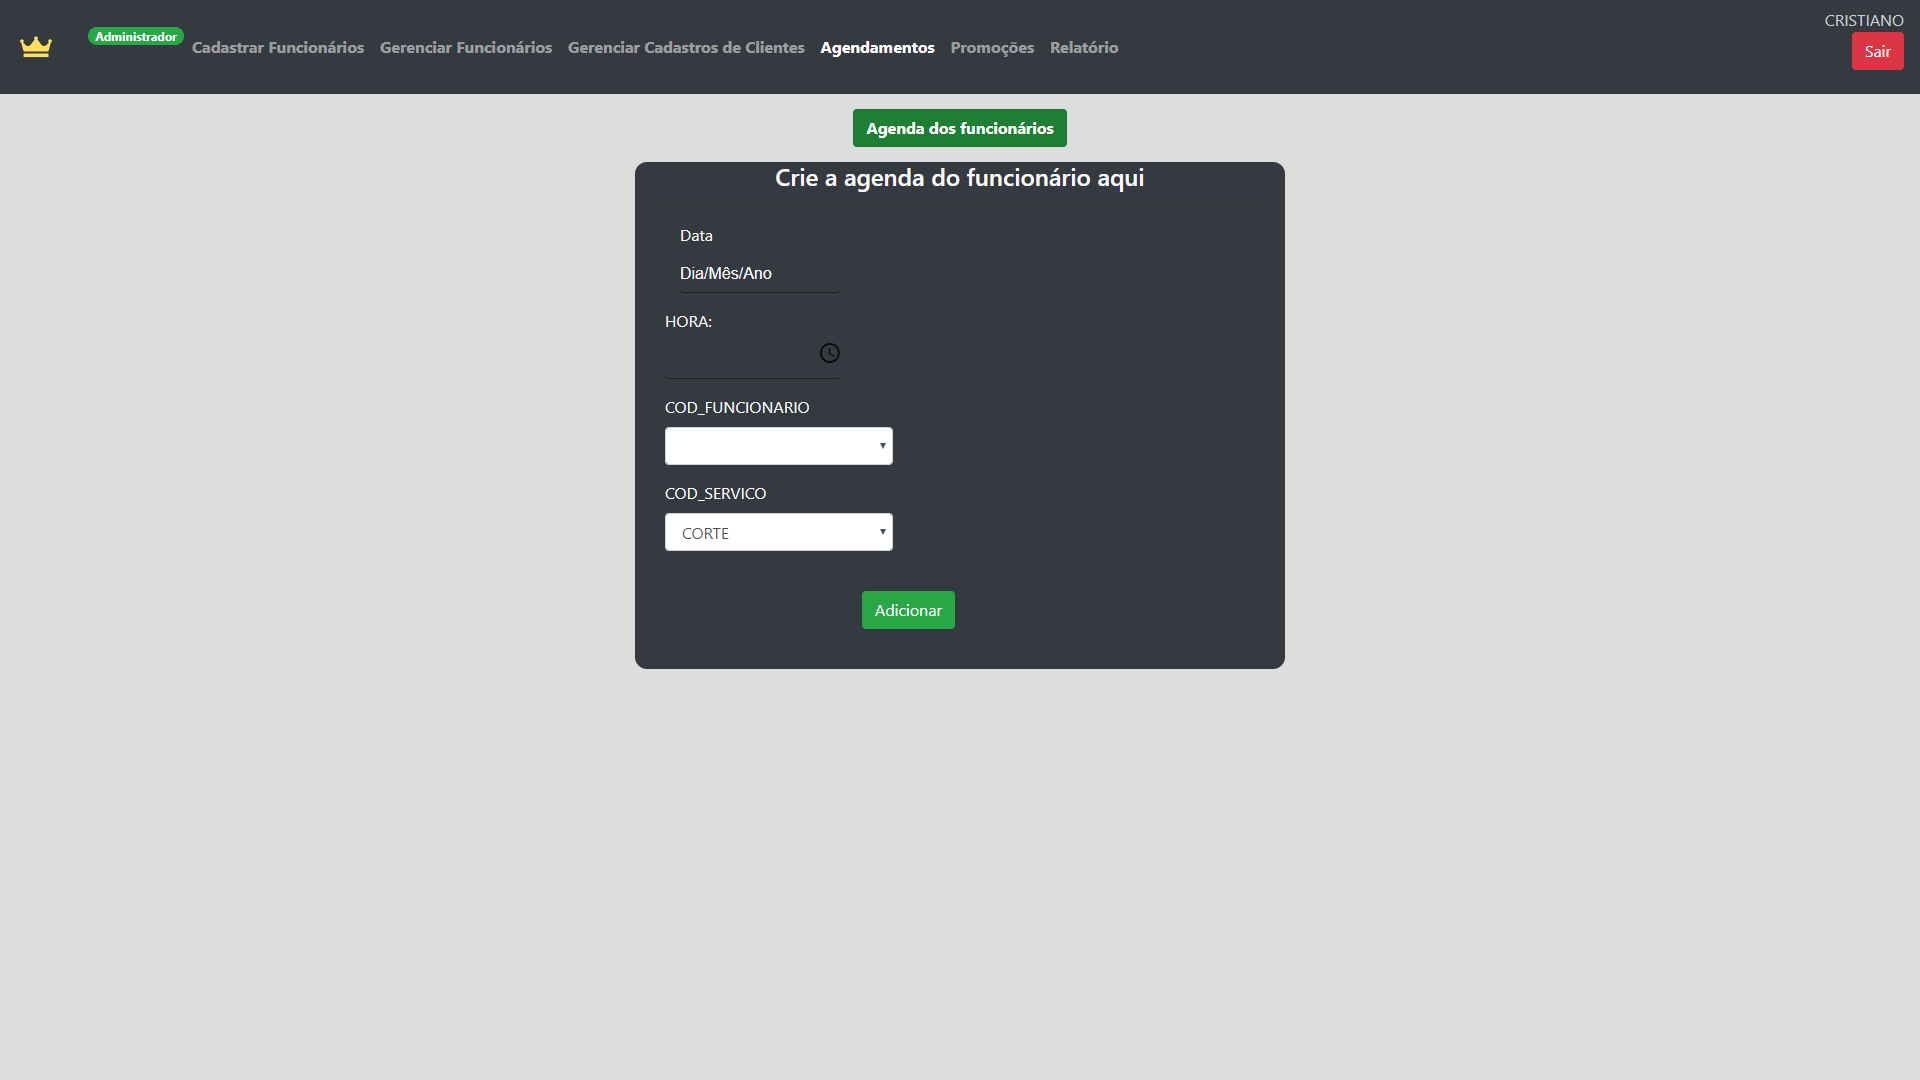 Administrador
Cadastrar Funcionários Gerenciar Funcionários Gerenciar Cadastros de Clientes Agendamentos Promoções Relatório
CRISTIANO
Sair
Agenda dos funcionários
Crie a agenda do funcionário aqui
Data
Dia/Mês/Ano
HORA:
COD_FUNCIONARIO
COD_SERVICO
CORTE
Adicionar